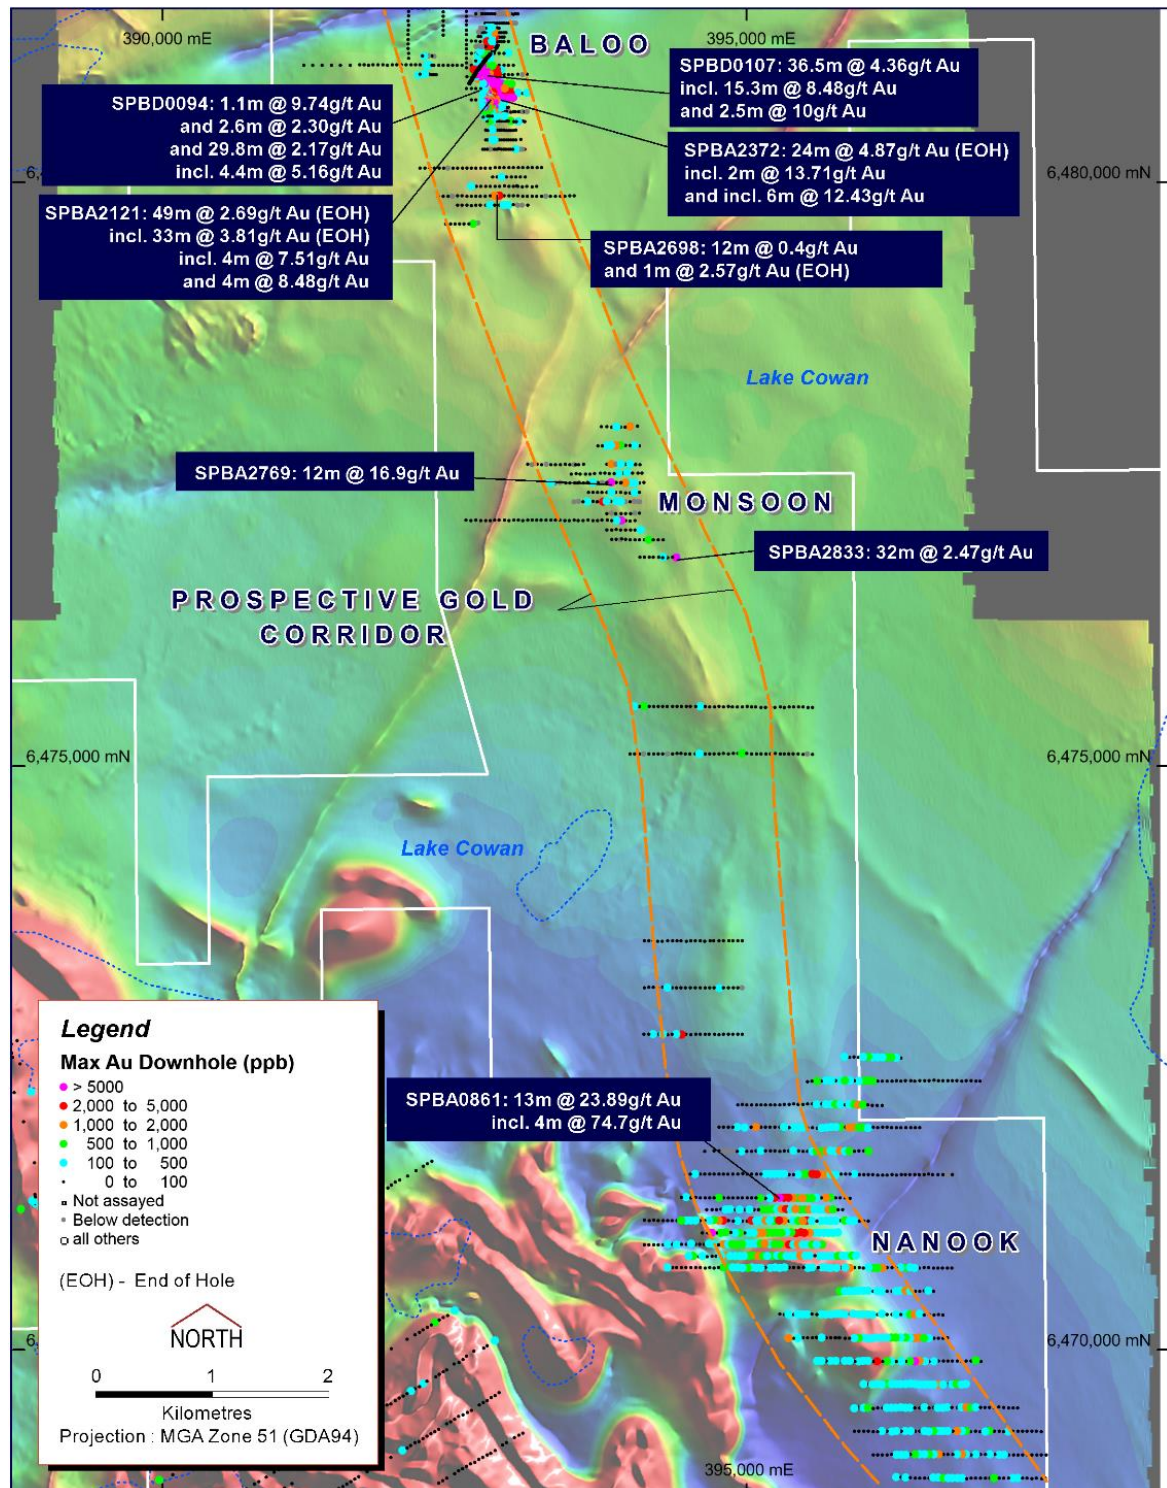 390,000 mE
395,000 mE
BALOO
SPBD0107: 36.5m @ 4.36g/t Au
incl. 15.3m @ 8.48g/t Au
and 2.5m @ 10g/t Au
SPBD0094: 1.1m @ 9.74g/t Au
and 2.6m @ 2.30g/t Au
and 29.8m @ 2.17g/t Au
incl. 4.4m @ 5.16g/t Au
SPBA2372: 24m @ 4.87g/t Au (EOH)
incl. 2m @ 13.71g/t Au
and incl. 6m @ 12.43g/t Au
6,480,000 mN
SPBA2121: 49m @ 2.69g/t Au (EOH)
incl. 33m @ 3.81g/t Au (EOH)
incl. 4m @ 7.51g/t Au
and 4m @ 8.48g/t Au
SPBA2698: 12m @ 0.4g/t Au
and 1m @ 2.57g/t Au (EOH)
Lake Cowan
SPBA2769: 12m @ 16.9g/t Au
MONSOON
SPBA2833: 32m @ 2.47g/t Au
PROSPECTIVE GOLD
CORRIDOR
6,475,000 mN
6,475,000 mN
Lake Cowan
Legend
Max Au Downhole (ppb)
> 5000
2,000 to 5,000
1,000 to 2,000
500 to 1,000
100 to 500
0 to 100
Not assayed
Below detection
all others
(EOH) - End of Hole
NORTH
0 1 2
Kilometres
Projection : MGA Zone 51 (GDA94)
SPBA0861: 13m @ 23.89g/t Au
incl. 4m @ 74.7g/t Au
NANOOK
6,470,000 mN
395,000 mE